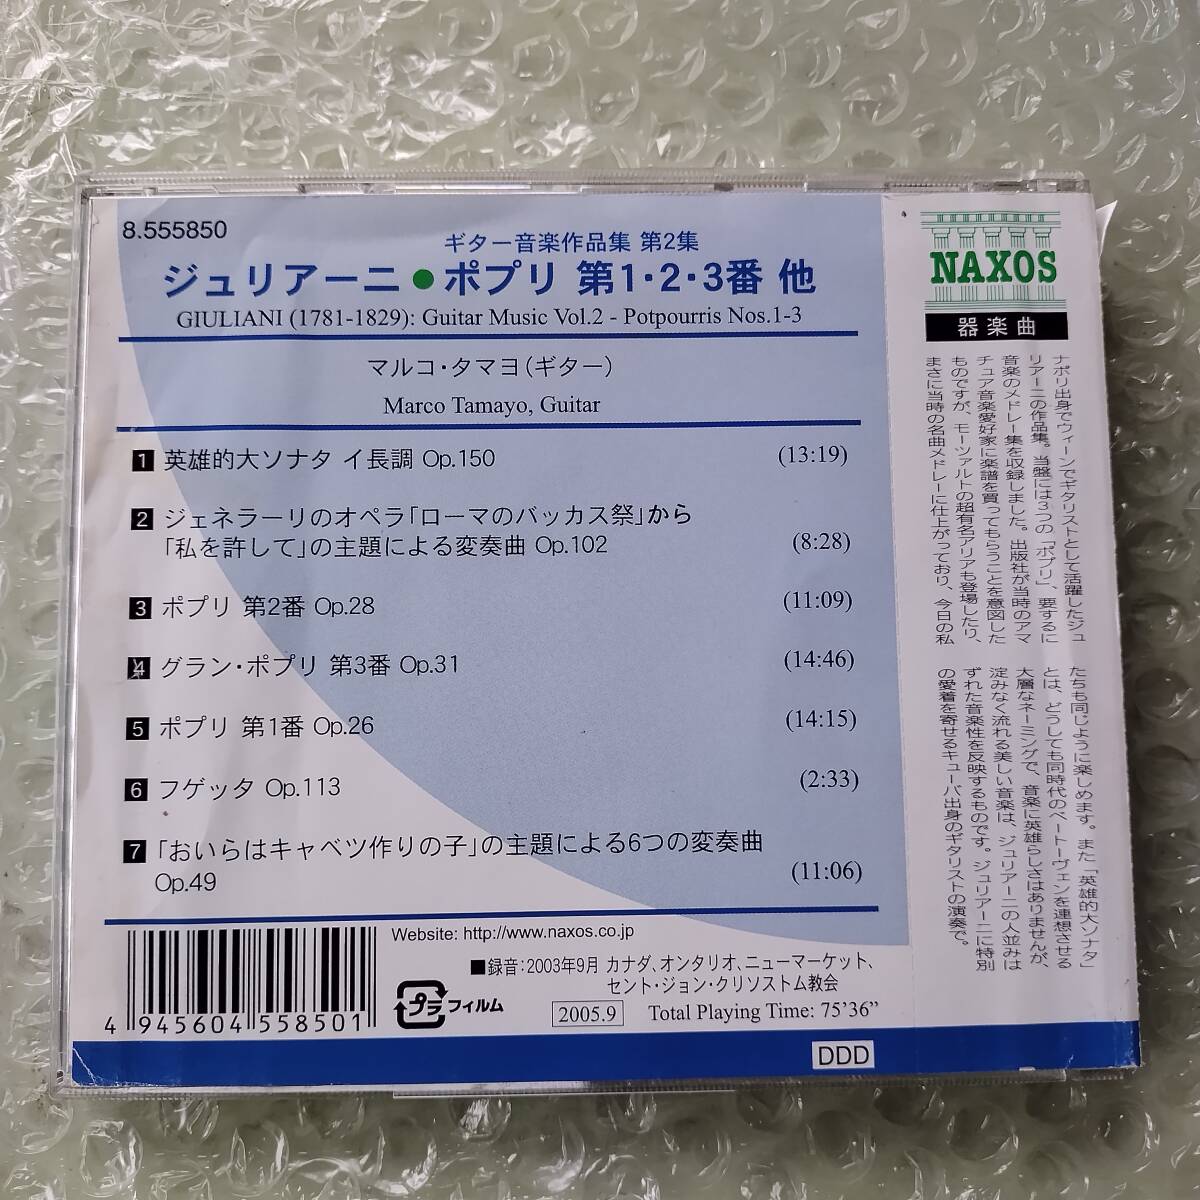 8.555850
ギター音楽作品集 第2集
ジュリアーニ●ポプリ 第1・2・3番 他
GIULIANI (1781-1829): Guitar Music Vol.2 - Potpourris Nos.1-3
マルコ・タマヨ(ギター)
Marco Tamayo, Guitar
1 英雄的大ソナタ イ長調 Op.150 (13:19)
2 ジェネラーリのオペラ「ローマのバッカス祭」から
「私を許して」の主題による変奏曲 Op.102 (8:28)
3 ポプリ 第2番 Op.28 (11:09)
4 グラン・ポプリ 第3番 Op.31 (14:46)
5 ポプリ 第1番 Op.26 (14:15)
6 フゲッタ Op.113 (2:33)
7 「おいらはキャベツ作りの子」の主題による6つの変奏曲
Op.49 (11:06)
Website: http://www.naxos.co.jp
■録音:2003年9月 カナダ、オンタリオ、ニューマーケット、
セント・ジョン・クリソストム教会
4 945604 558501
プラ フィルム
2005.9 Total Playing Time: 75'36"
DDD
NAXOS
器楽曲
ナポリ出身でウィーンでギタリストとして活躍したジュ
リアーニの作品集。当盤には3つの「ポプリ」、要するに
音楽のメドレー集を収録しました。出版社が当時のアマ
チュア音楽愛好家に楽譜を買ってもらうことを意図した
ものですが、モーツァルトの超有名アリアも登場したり、
まさに当時の名曲メドレーに仕上がっており、今日の私
たちも同じように楽しめます。また「英雄的大ソナタ」
とは、どうしても同時代のベートーヴェンを連想させる
大層なネーミングで、音楽に英雄らしさはありませんが、
淀みなく流れる美しい音楽は、ジュリアーニの人並みは
ずれた音楽性を反映するものです。ジュリアーニに特別
の愛着を寄せるキューバ出身のギタリストの演奏で。